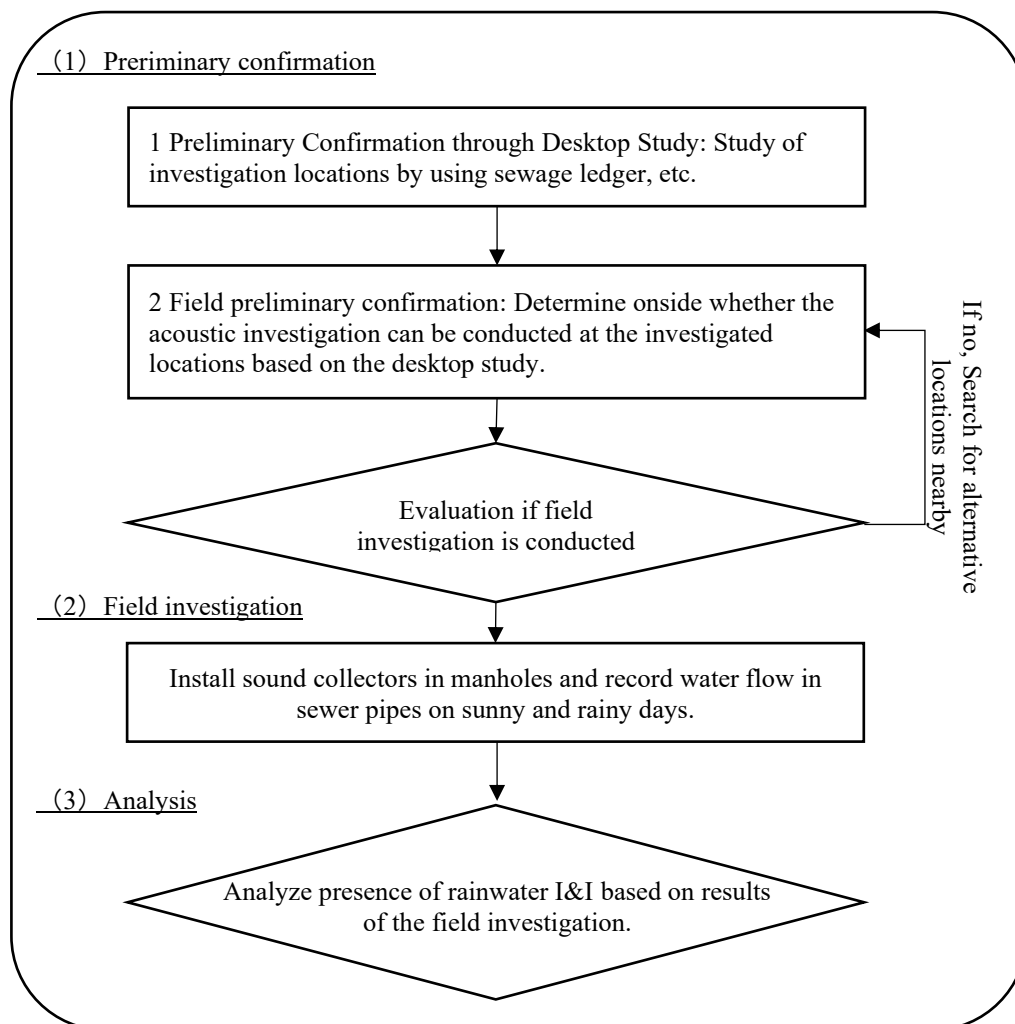 （1）Preriminary confirmation
1 Preliminary Confirmation through Desktop Study: Study of
investigation locations by using sewage ledger, etc.
2 Field preliminary confirmation: Determine onside whether the
acoustic investigation can be conducted at the investigated
locations based on the desktop study.
If no, Search for alternative
locations nearby
Evaluation if field
investigation is conducted
（2）Field investigation
Install sound collectors in manholes and record water flow in
sewer pipes on sunny and rainy days.
（3）Analysis
Analyze presence of rainwater I&I based on results
of the field investigation.